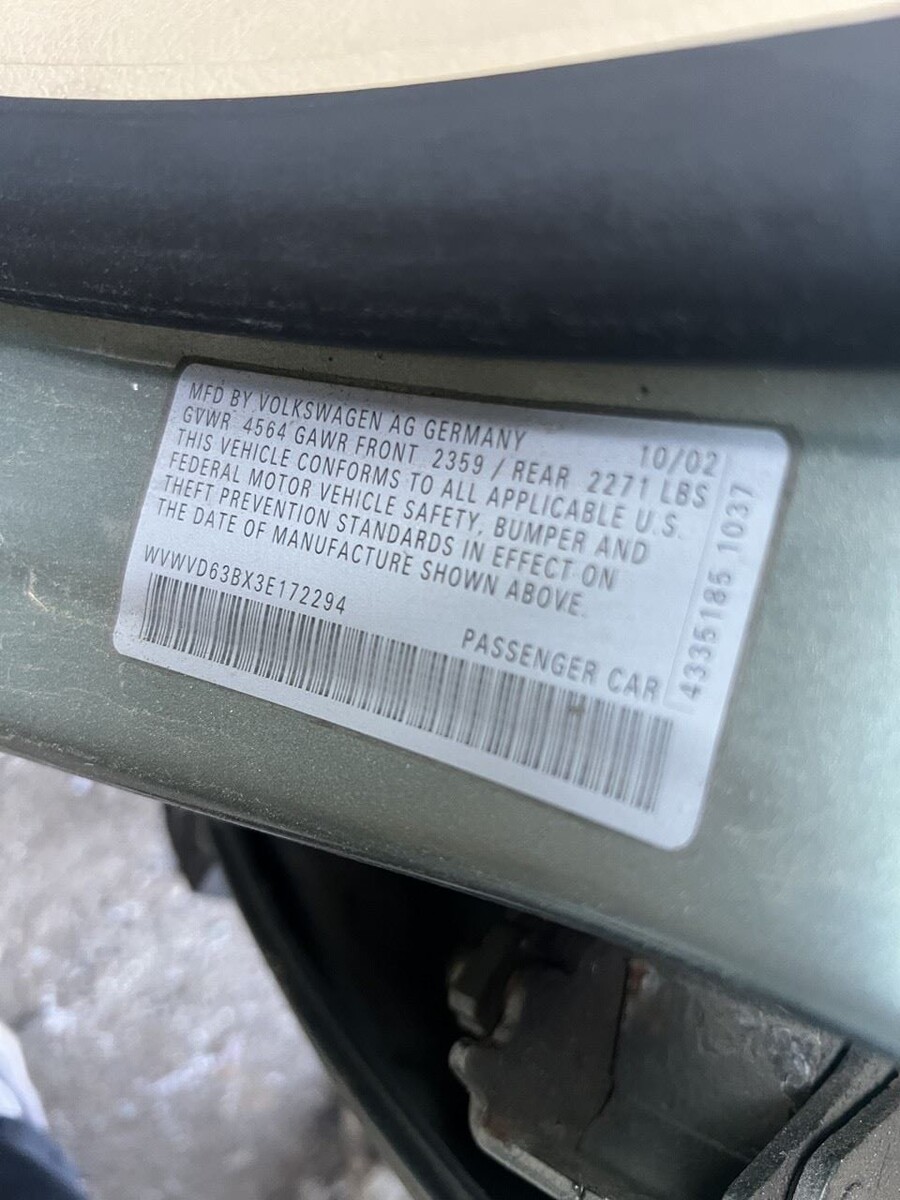 MFD BY VOLKSWAGEN AG GERMANY 10/02
GVWR 4564 GAWR FRONT 2359 / REAR 2271 LBS
THIS VEHICLE CONFORMS TO ALL APPLICABLE U.S.
FEDERAL MOTOR VEHICLE SAFETY, BUMPER AND
THEFT PREVENTION STANDARDS IN EFFECT ON
THE DATE OF MANUFACTURE SHOWN ABOVE.
WVWVD63BX3E172294
PASSENGER CAR
4335185 1037